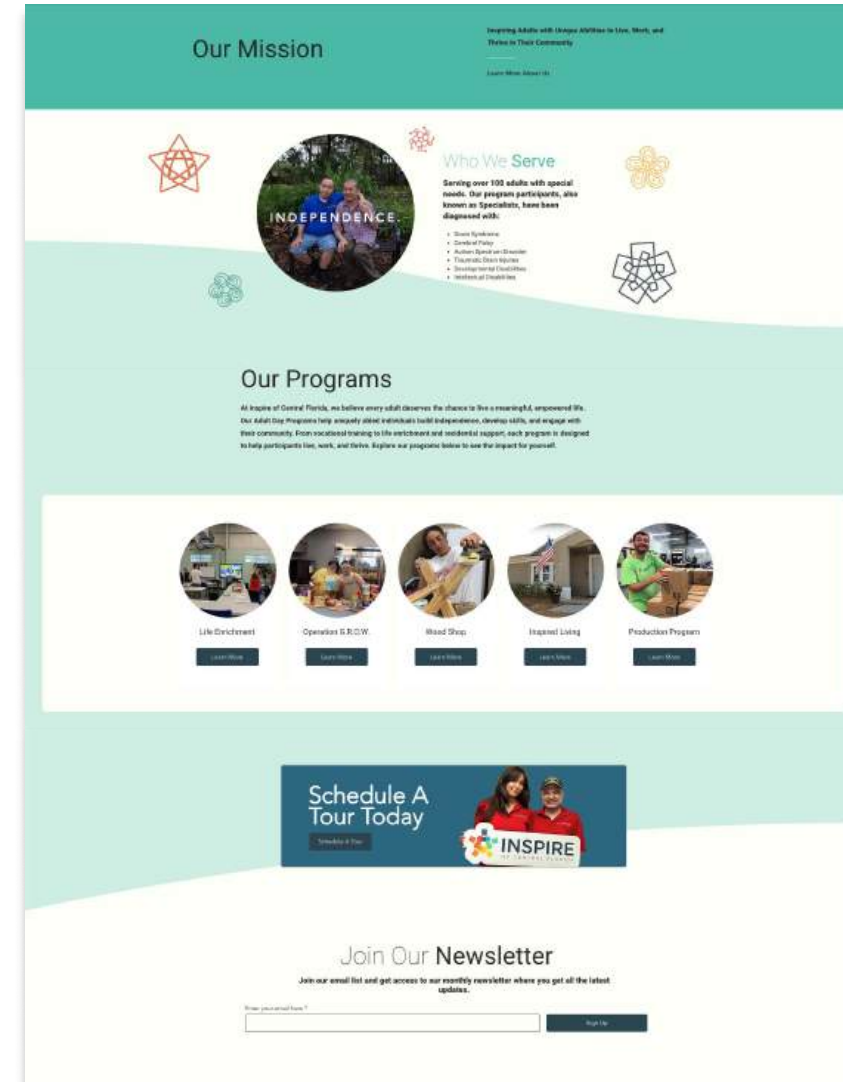 Our Mission
Inspiring Adults with Unique Abilities to Live, Work, and
Thrive in Their Community
Learn More About Us
Who We Serve
Serving over 100 adults with special
needs. Our program participants, also
known as Specialists, have been
diagnosed with:
Down Syndrome
Cerebral Palsy
Autism Spectrum Disorder
Traumatic Brain Injuries
Developmental Disabilities
Intellectual Disabilities
INDEPENDENCE.
Our Programs
At Inspire of Central Florida, we believe every adult deserves the chance to live a meaningful, empowered life.
Our Adult Day Programs help uniquely abled individuals build independence, develop skills, and engage with
their community. From vocational training to life enrichment and residential support, each program is designed
to help participants live, work, and thrive. Explore our programs below to see the impact for yourself.
Life Enrichment
Learn More
Operation G.R.O.W.
Learn More
Wood Shop
Learn More
Inspired Living
Learn More
Production Program
Learn More
Schedule A
Tour Today
Schedule A Tour
INSPIRE
OF CENTRAL FLORIDA
Join Our Newsletter
Join our email list and get access to our monthly newsletter where you get all the latest
updates.
Enter your email here *
Sign Up